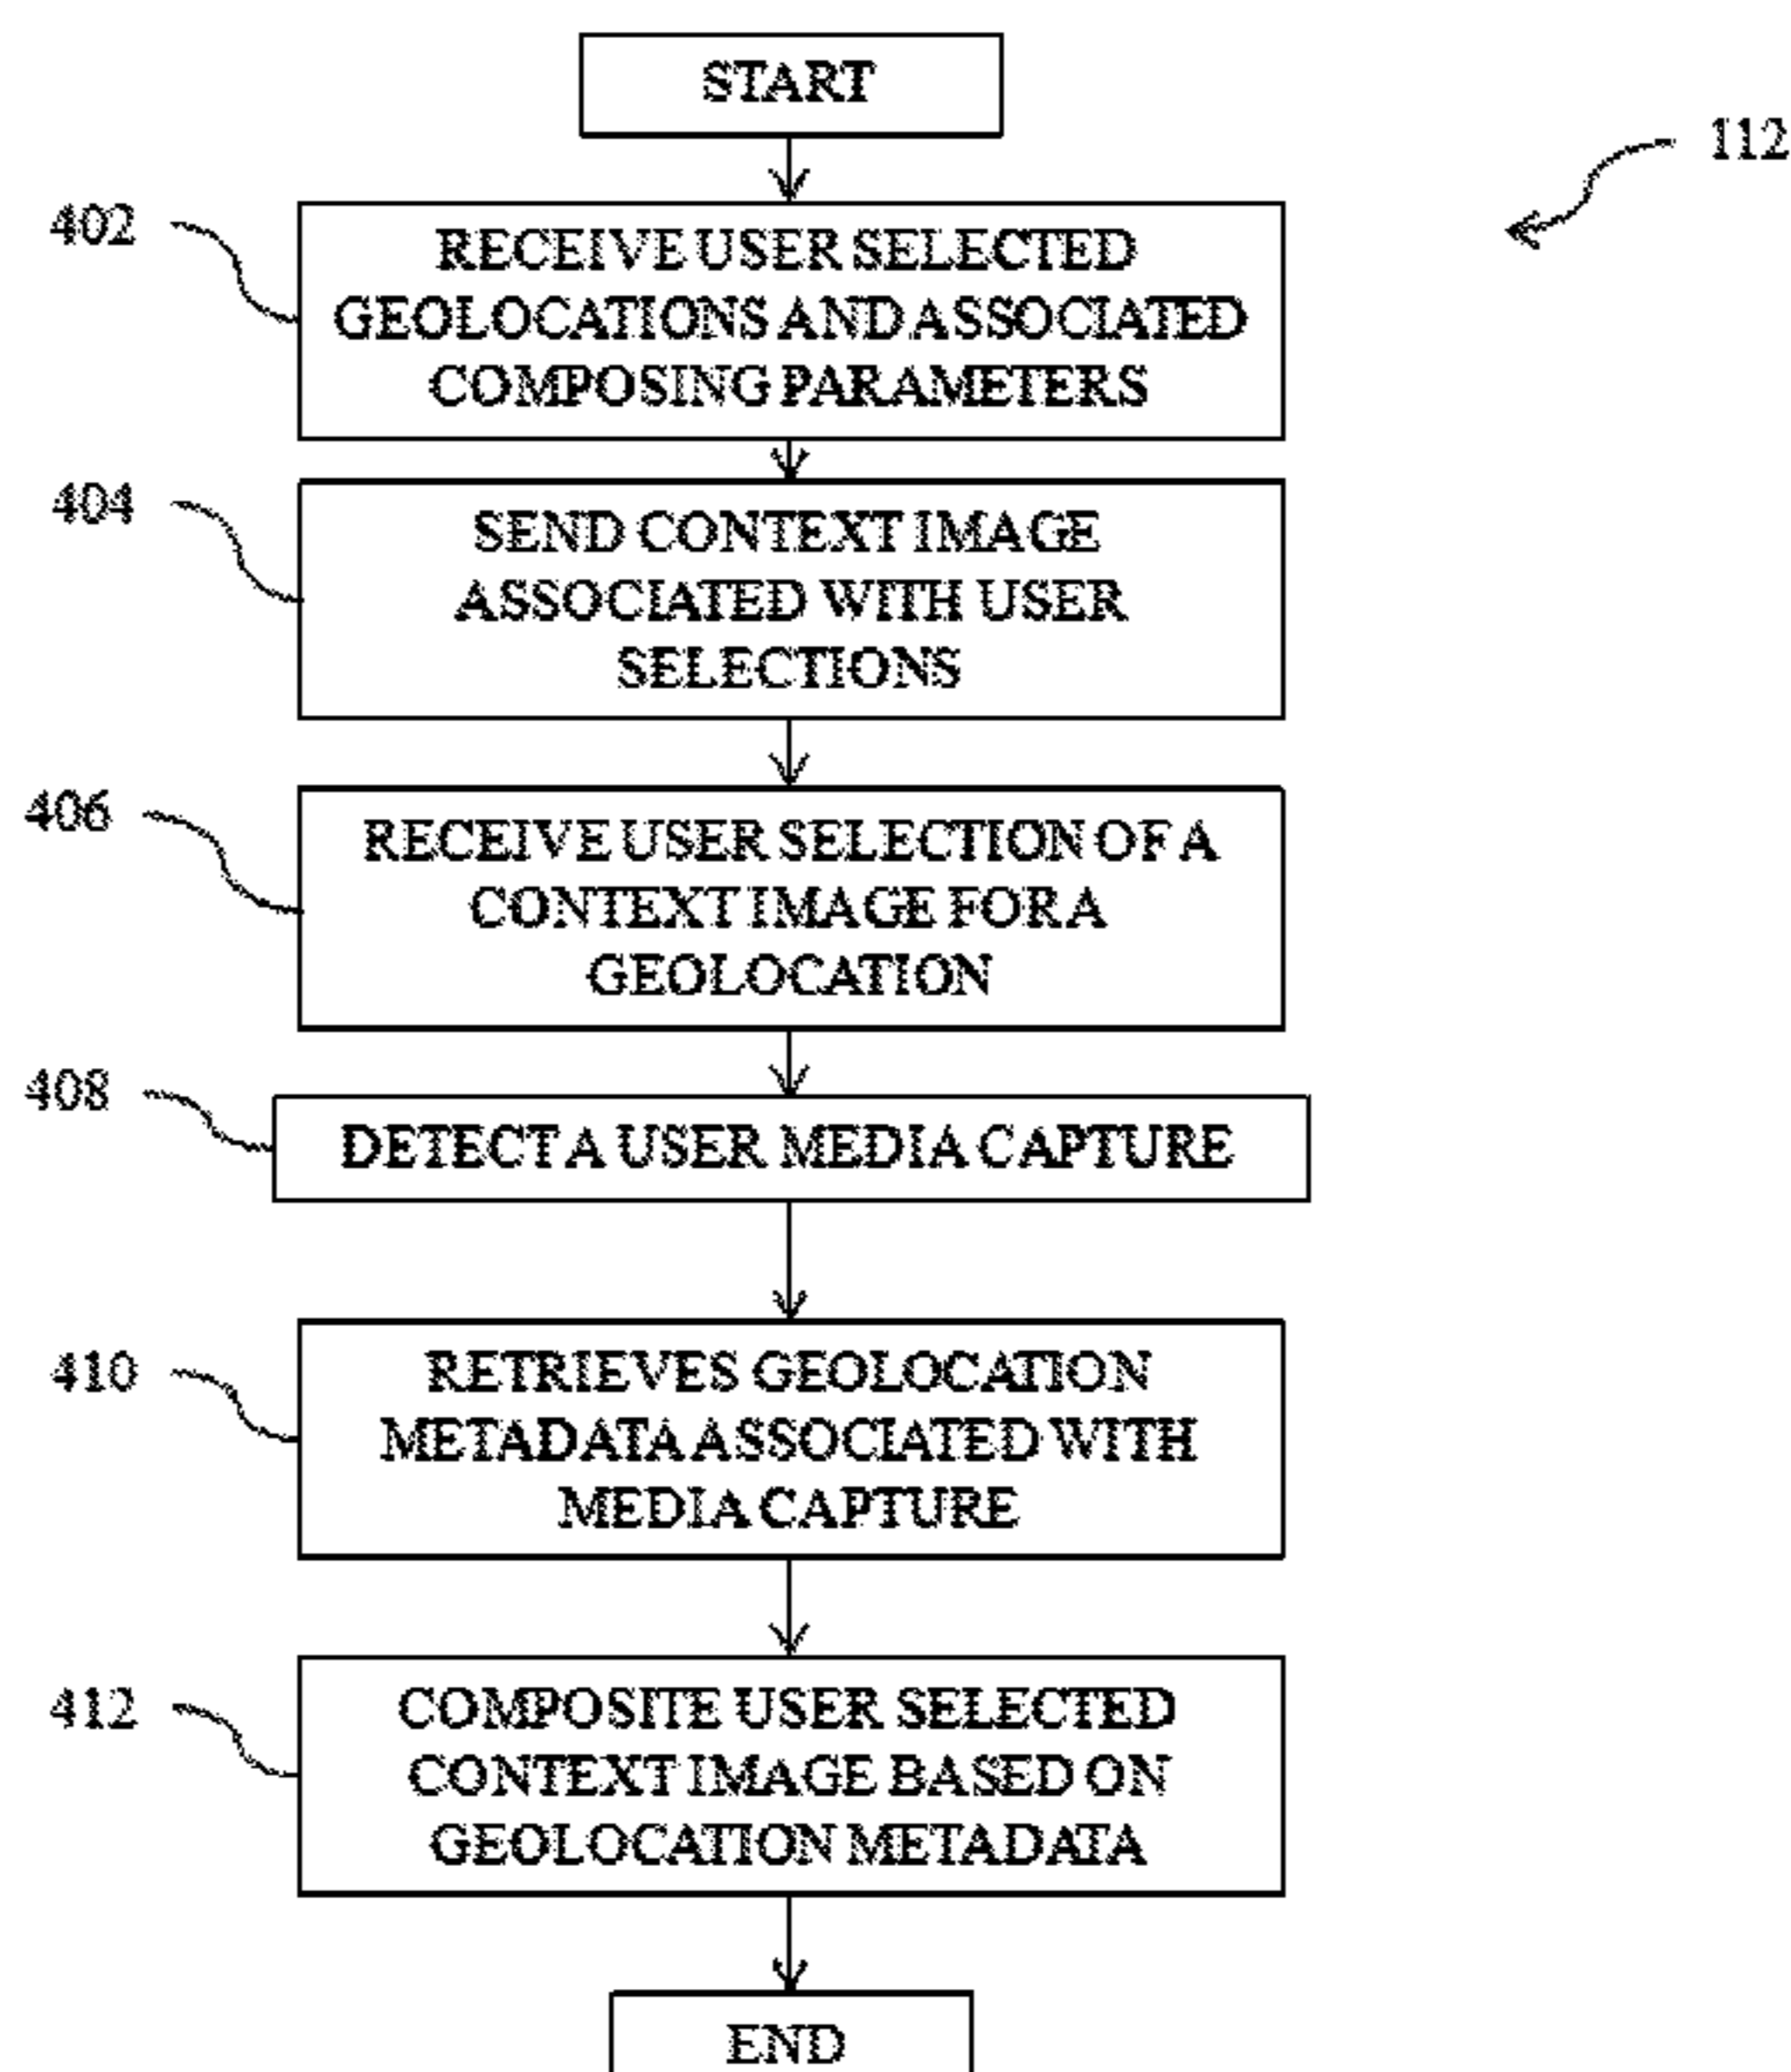 START
112
402
RECEIVE USER SELECTED
GEOLOCATIONS AND ASSOCIATED
COMPOSING PARAMETERS
404
SEND CONTEXT IMAGE
ASSOCIATED WITH USER
SELECTIONS
406
RECEIVE USER SELECTION OF A
CONTEXT IMAGE FOR A
GEOLOCATION
408
DETECT A USER MEDIA CAPTURE
410
RETRIEVES GEOLOCATION
METADATA ASSOCIATED WITH
MEDIA CAPTURE
412
COMPOSITE USER SELECTED
CONTEXT IMAGE BASED ON
GEOLOCATION METADATA
END